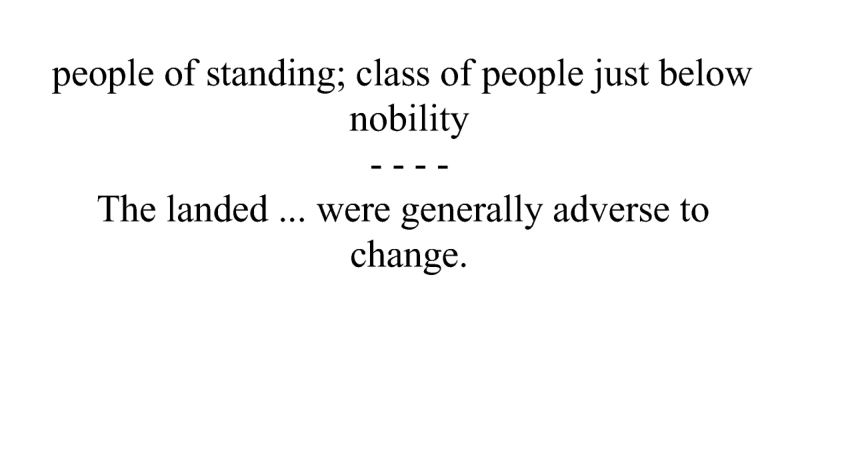 people of standing; class of people just below
nobility
- - - -
The landed ... were generally adverse to
change.